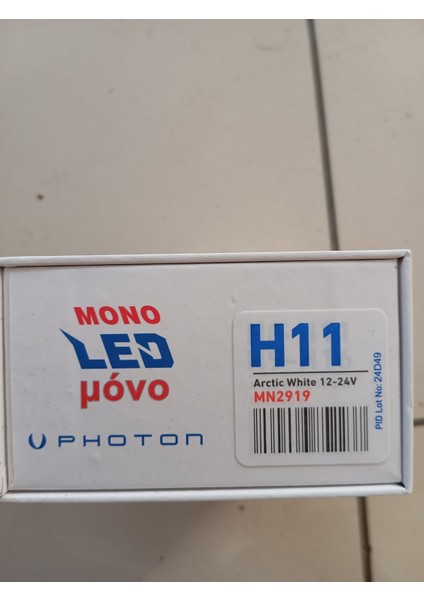 MONO
LED
μόνο
PHOTON
H11
Arctic White 12-24V
MN2919
PID Lot No: 24D49